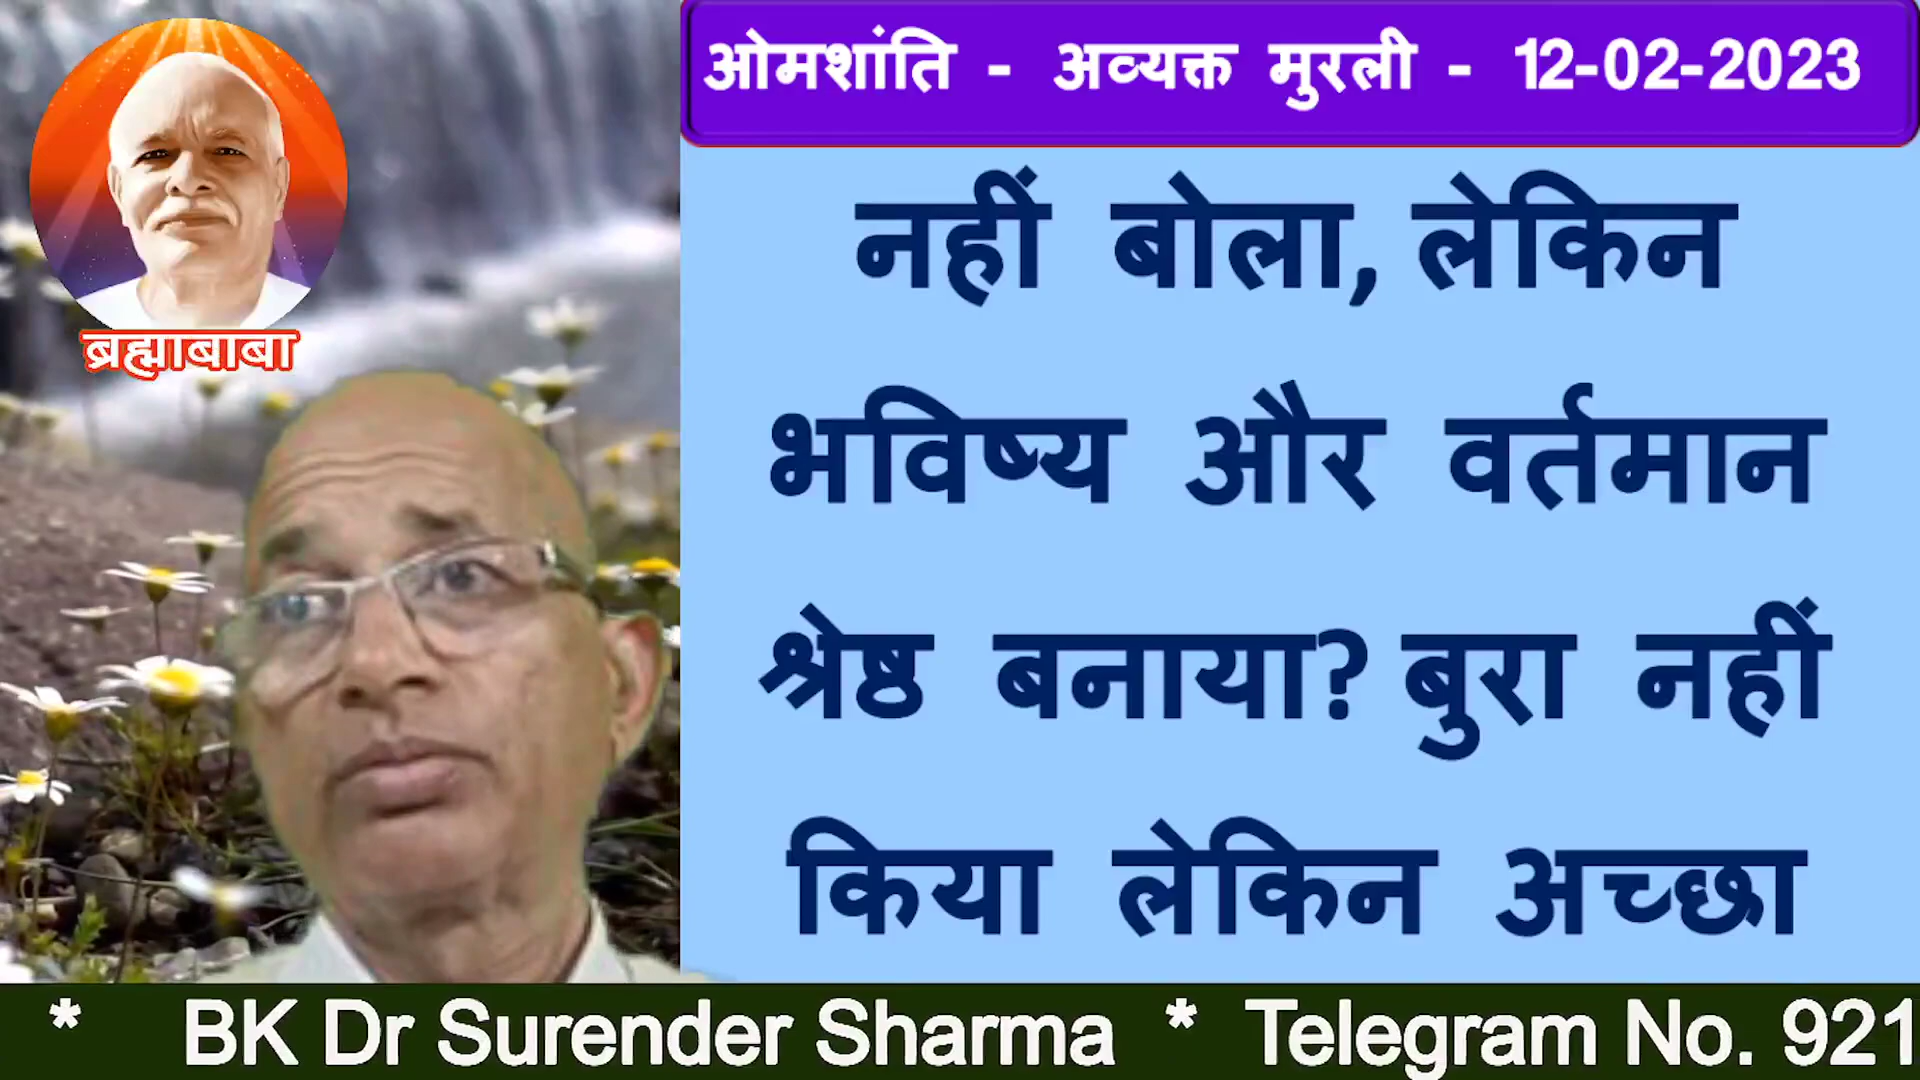 ओमशांति - अव्यक्त मुरली - 12-02-2023
ब्रह्माबाबा
नहीं बोला, लेकिन
भविष्य और वर्तमान
श्रेष्ठ बनाया? बुरा नहीं
किया लेकिन अच्छा
* BK Dr Surender Sharma * Telegram No. 921